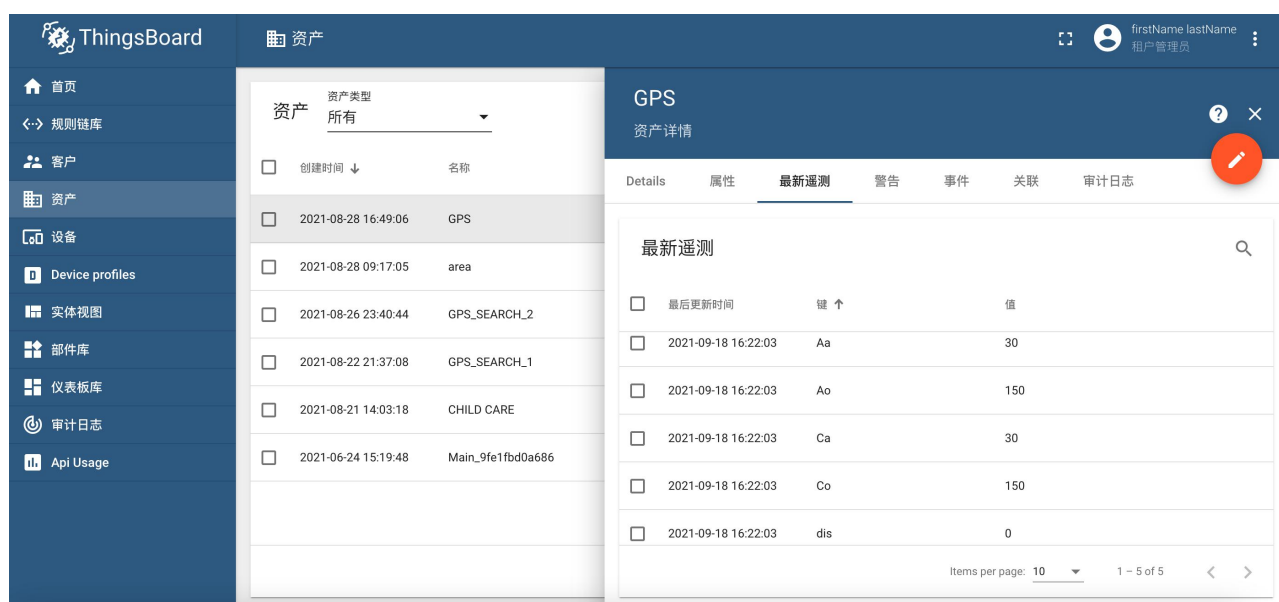 ThingsBoard
资产
firstName lastName
租户管理员
首页
规则链库
客户
资产
设备
Device profiles
实体视图
部件库
仪表板库
审计日志
Api Usage
资产
资产类型
所有
创建时间 名称
2021-08-28 16:49:06 GPS
2021-08-28 09:17:05 area
2021-08-26 23:40:44 GPS_SEARCH_2
2021-08-22 21:37:08 GPS_SEARCH_1
2021-08-21 14:03:18 CHILD CARE
2021-06-24 15:19:48 Main_9fe1fbd0a686
GPS
资产详情
Details 属性 最新遥测 警告 事件 关联 审计日志
最新遥测
最后更新时间 键 值
2021-09-18 16:22:03 Aa 30
2021-09-18 16:22:03 Ao 150
2021-09-18 16:22:03 Ca 30
2021-09-18 16:22:03 Co 150
2021-09-18 16:22:03 dis 0
Items per page: 10 1 – 5 of 5